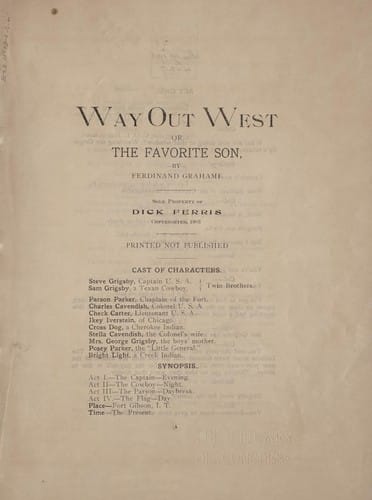 WAY OUT WEST
OR
THE FAVORITE SON,
BY
FERDINAND GRAHAME
SOLE PROPERTY OF
DICK FERRIS
COPYRIGHTED,
PRINTED NOT PUBLISHED
CAST OF CHARACTERS.
Steve Grigsby, Captain U. S. A.
Sam Grigsby, a Texan Cowboy.
Twin Brothers.
Parson Parker, Chaplain of the Fort.
Charles Cavendish, Colonel U. S. A.
Check Carter, Lieutenant U. S. A.
Ikey Iverstain, of Chicago.
Cross Dog, a Cherokee Indian.
Stella Cavendish, the Colonel's wife.
Mrs. George Grigsby, the boys' mother.
Posey Parker, the "Little General."
Bright Light, a Creek Indian.
SYNOPSIS.
Act I—The Captain—Evening.
Act II—The Cowboy—Night.
Act III—The Parson—Daybreak.
Act IV—The Flag—Day
Place—Fort Gibson, I. T.
Time—The Present.